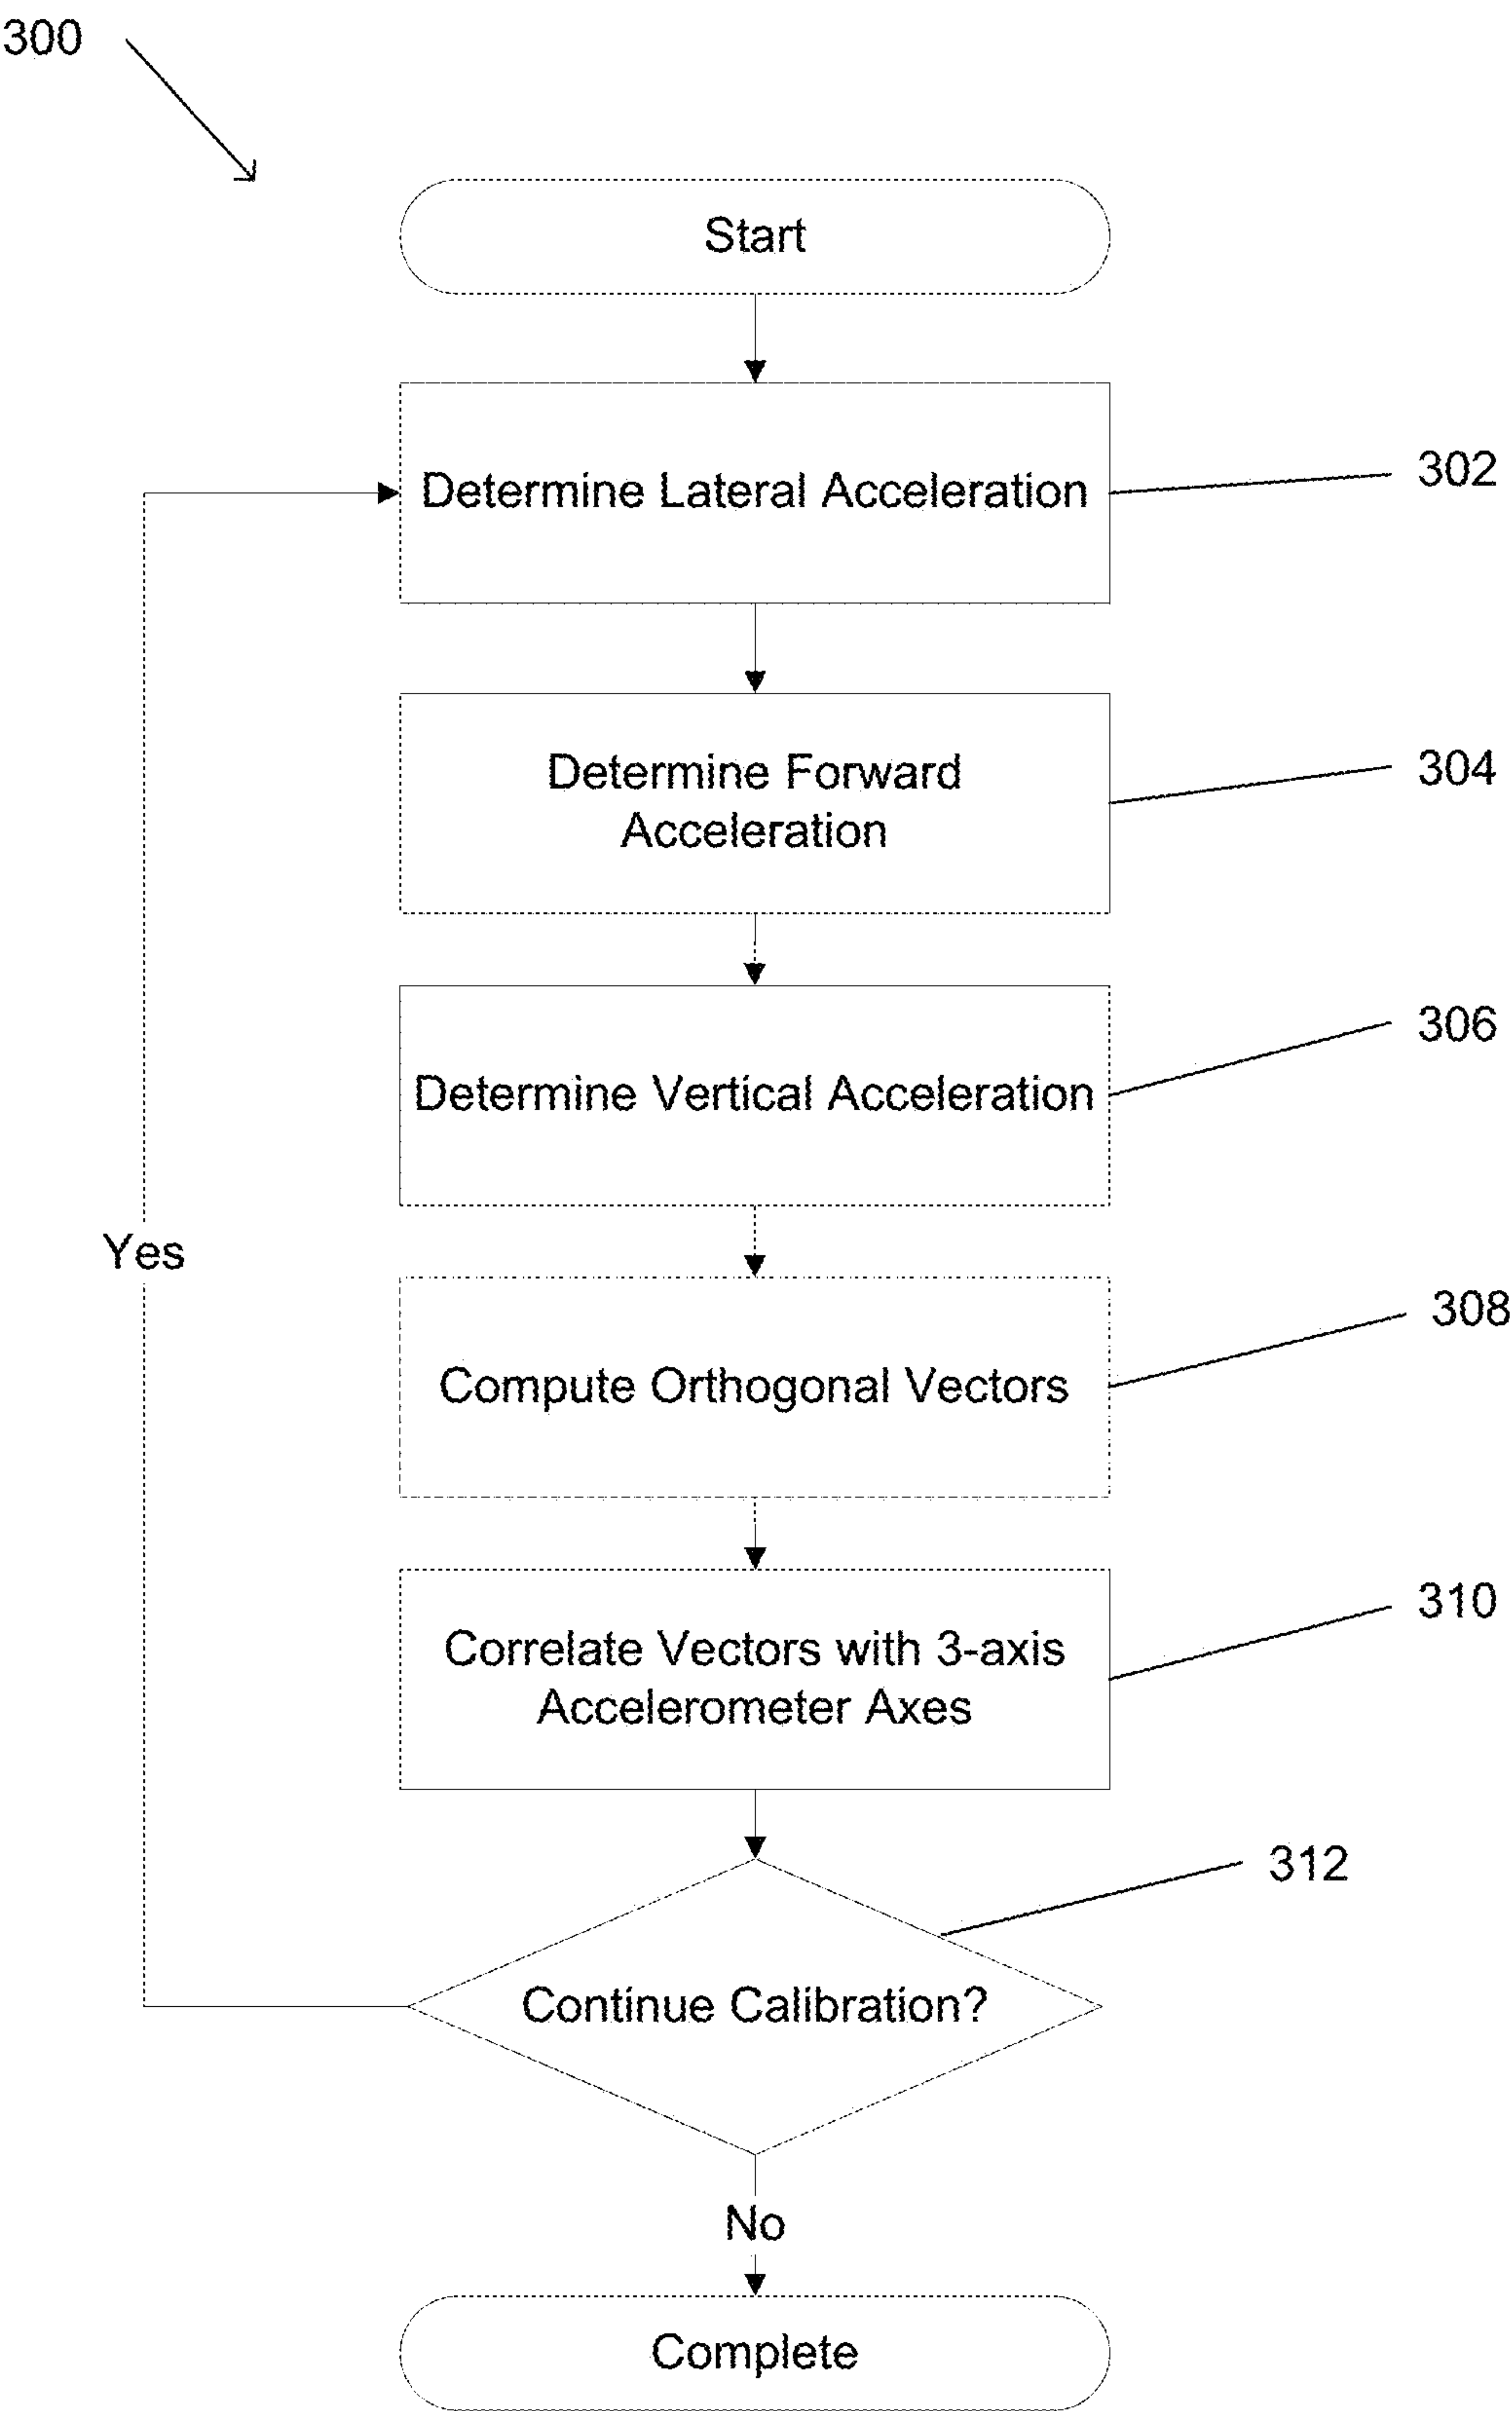 300
Start
Determine Lateral Acceleration
302
Determine Forward
Acceleration
304
Determine Vertical Acceleration
306
Yes
Compute Orthogonal Vectors
308
Correlate Vectors with 3-axis
Accelerometer Axes
310
Continue Calibration?
312
No
Complete